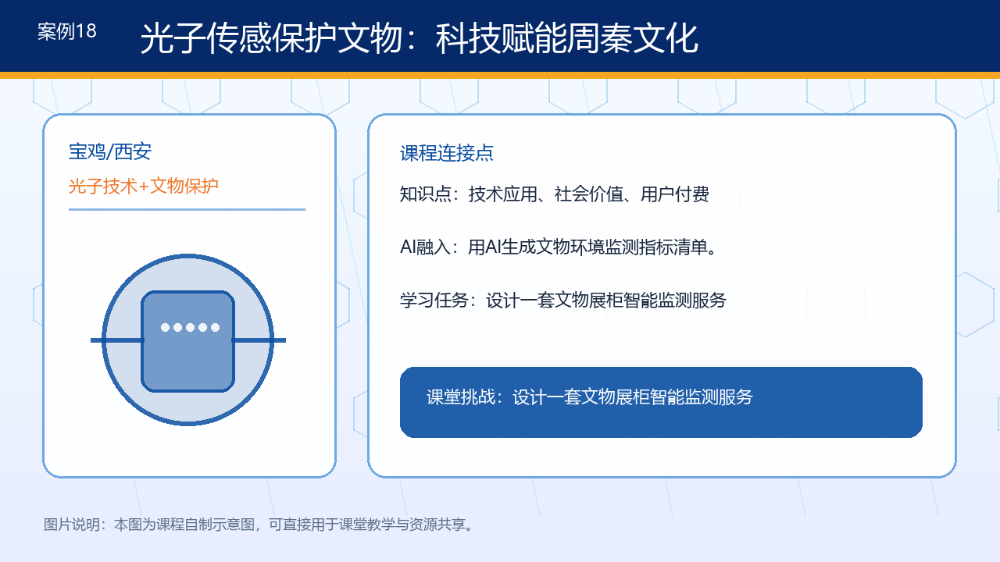 案例18
光子传感保护文物：科技赋能周秦文化
宝鸡/西安
光子技术+文物保护
课程连接点
知识点：技术应用、社会价值、用户付费
AI融入：用AI生成文物环境监测指标清单。
学习任务：设计一套文物展柜智能监测服务
课堂挑战：设计一套文物展柜智能监测服务
图片说明：本图为课程自制示意图，可直接用于课堂教学与资源共享。